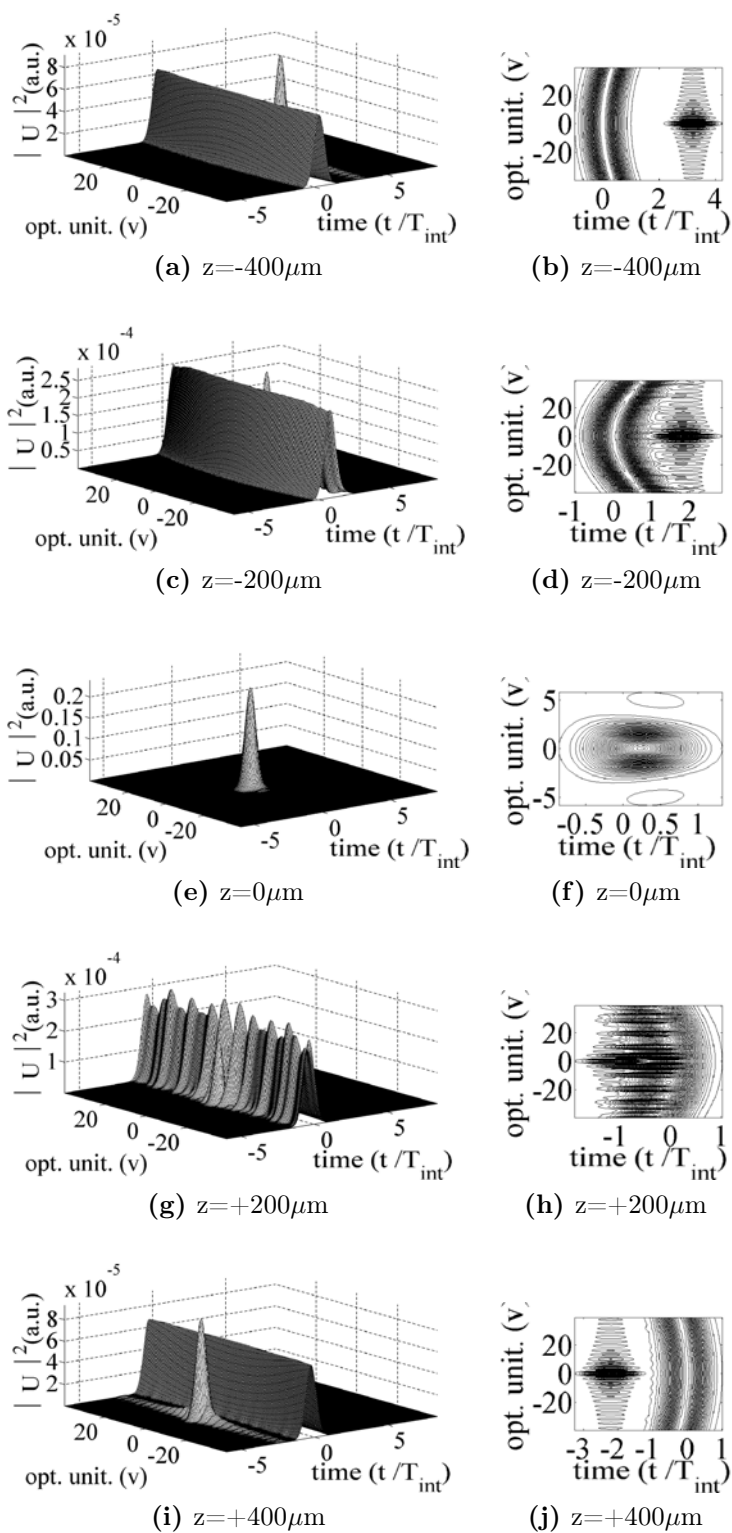 x 10⁻⁵
| U |²(a.u.)
8
6
4
2
20
0
-20
opt. unit. (v)
-5
0
5
time (t /T_int)
(a) z=-400μm
opt. unit. (v)
20
0
-20
0
2
4
time (t/T_int)
(b) z=-400μm
x 10⁻⁴
| U |²(a.u.)
2.5
2
1.5
1
0.5
20
0
-20
opt. unit. (v)
-5
0
5
time (t /T_int)
(c) z=-200μm
opt. unit. (v)
20
0
-20
-1
0
1
2
time (t/T_int)
(d) z=-200μm
| U |²(a.u.)
0.2
0.15
0.1
0.05
20
0
-20
opt. unit. (v)
-5
0
5
time (t /T_int)
(e) z=0μm
opt. unit. (v)
5
0
-5
-0.5
0
0.5
1
time (t/T_int)
(f) z=0μm
x 10⁻⁴
| U |²(a.u.)
3
2
1
20
0
-20
opt. unit. (v)
-5
0
5
time (t /T_int)
(g) z=+200μm
opt. unit. (v)
20
0
-20
-1
0
1
time (t/T_int)
(h) z=+200μm
x 10⁻⁵
| U |²(a.u.)
8
6
4
2
20
0
-20
opt. unit. (v)
-5
0
5
time (t /T_int)
(i) z=+400μm
opt. unit. (v)
20
0
-20
-3
-2
-1
0
1
time (t/T_int)
(j) z=+400μm